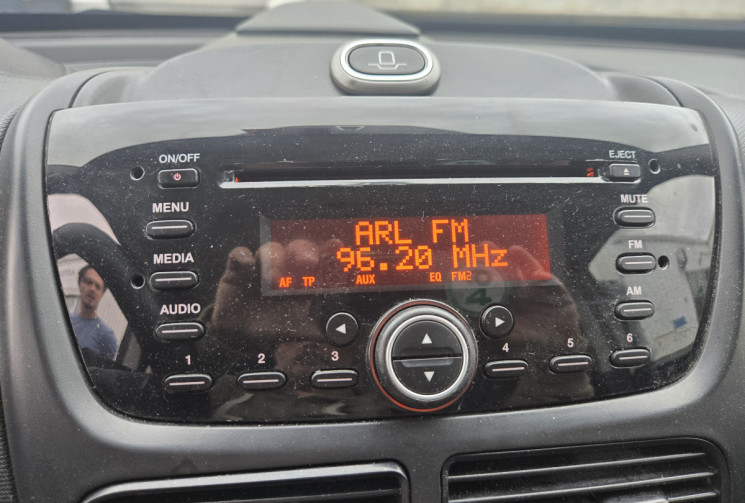 ON/OFF
EJECT
MENU
MUTE
ARL FM
96.20 MHz
MEDIA
FM
AF TP AUX EQ FM2
AUDIO
AM
1 2 3 4 5 6